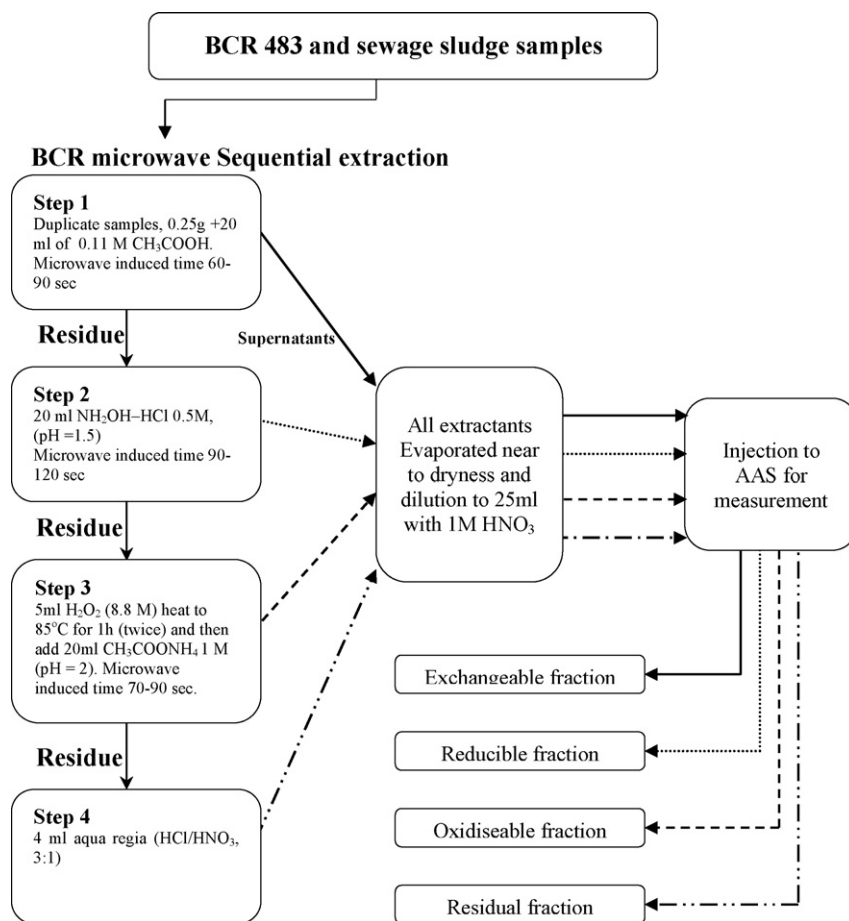 BCR 483 and sewage sludge samples
BCR microwave Sequential extraction
Step 1
Duplicate samples, 0.25g +20
ml of 0.11 M CH₃COOH.
Microwave induced time 60-
90 sec
Residue
Supernatants
Step 2
20 ml NH₂OH–HCl 0.5M,
(pH =1.5)
Microwave induced time 90-
120 sec
All extractants
Evaporated near
to dryness and
dilution to 25ml
with 1M HNO₃
Injection to
AAS for
measurement
Residue
Step 3
5ml H₂O₂ (8.8 M) heat to
85°C for 1h (twice) and then
add 20ml CH₃COONH₄ 1 M
(pH = 2). Microwave
induced time 70-90 sec.
Residue
Step 4
4 ml aqua regia (HCl/HNO₃,
3:1)
Exchangeable fraction
Reducible fraction
Oxidiseable fraction
Residual fraction